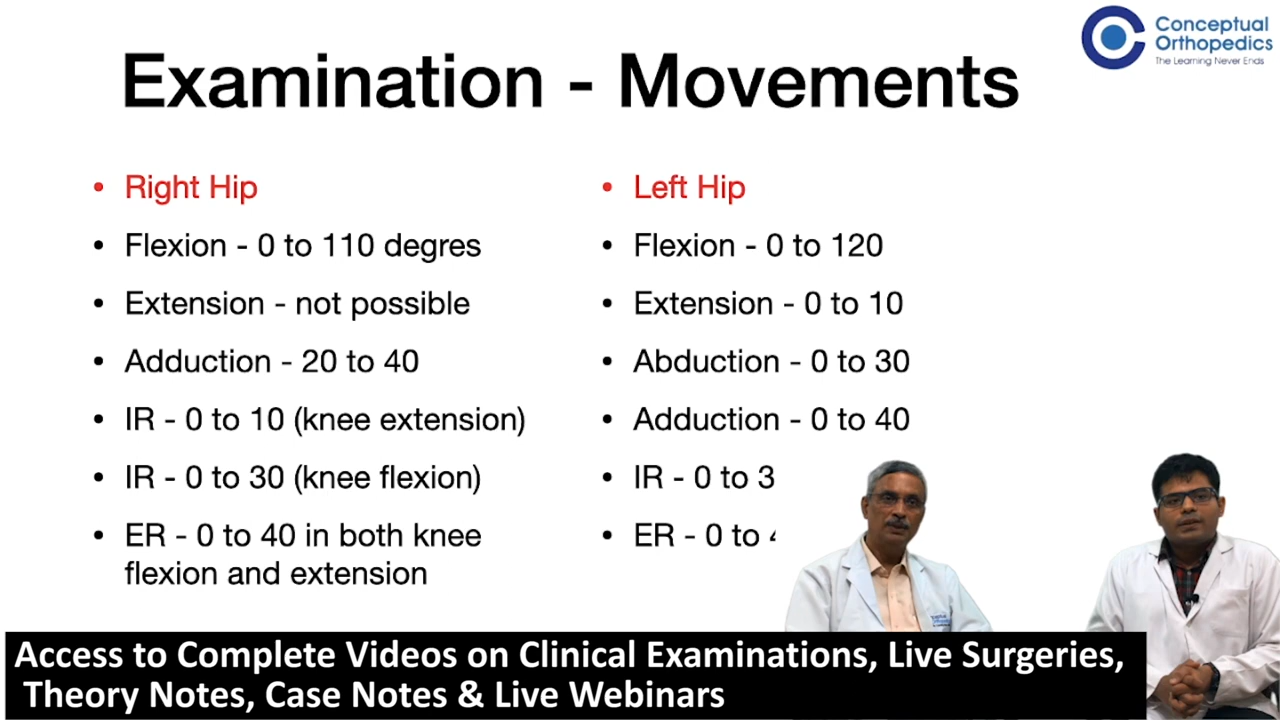 Conceptual
Orthopedics
The Learning Never Ends
Examination - Movements
• Right Hip
• Flexion - 0 to 110 degres
• Extension - not possible
• Adduction - 20 to 40
• IR - 0 to 10 (knee extension)
• IR - 0 to 30 (knee flexion)
• ER - 0 to 40 in both knee
flexion and extension
• Left Hip
• Flexion - 0 to 120
• Extension - 0 to 10
• Abduction - 0 to 30
• Adduction - 0 to 40
• IR - 0 to 3
• ER - 0 to
Access to Complete Videos on Clinical Examinations, Live Surgeries,
Theory Notes, Case Notes & Live Webinars